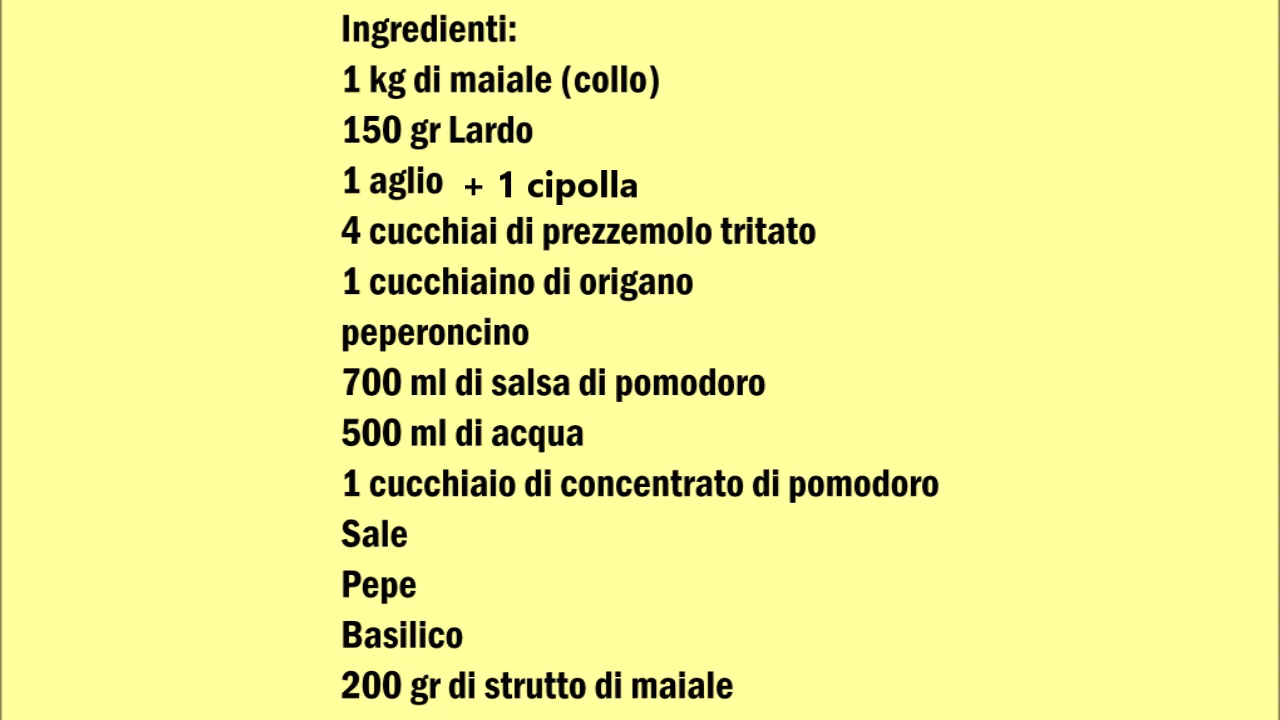 Ingredienti:
1 kg di maiale (collo)
150 gr Lardo
1 aglio + 1 cipolla
4 cucchiai di prezzemolo tritato
1 cucchiaino di origano
peperoncino
700 ml di salsa di pomodoro
500 ml di acqua
1 cucchiaio di concentrato di pomodoro
Sale
Pepe
Basilico
200 gr di strutto di maiale